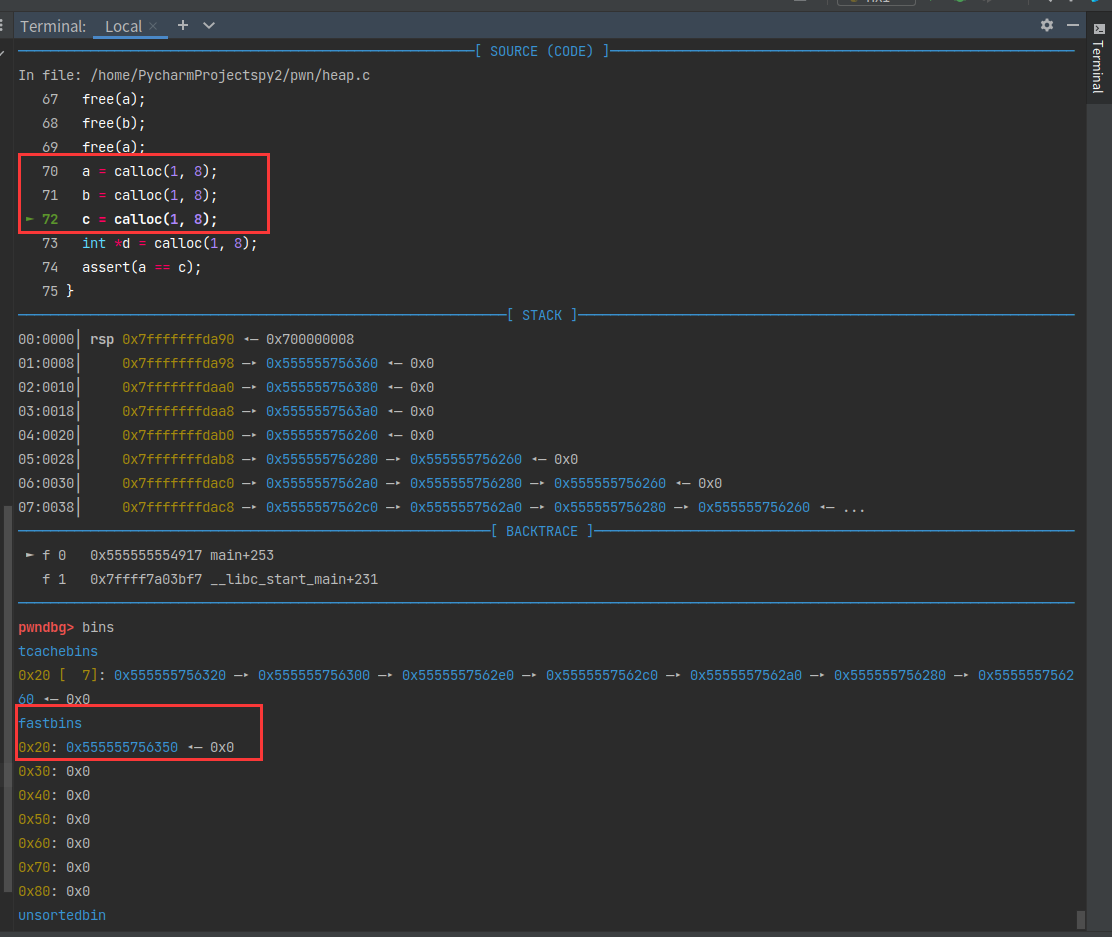 Terminal: Local × + 
Terminal
[ SOURCE (CODE) ]
In file: /home/PycharmProjectspy2/pwn/heap.c
67 free(a);
68 free(b);
69 free(a);
70 a = calloc(1, 8);
71 b = calloc(1, 8);
► 72 c = calloc(1, 8);
73 int *d = calloc(1, 8);
74 assert(a == c);
75 }
[ STACK ]
00:0000│ rsp 0x7fffffffda90 ◂— 0x700000008
01:0008│ 0x7fffffffda98 —▸ 0x555555756360 ◂— 0x0
02:0010│ 0x7fffffffdaa0 —▸ 0x555555756380 ◂— 0x0
03:0018│ 0x7fffffffdaa8 —▸ 0x5555557563a0 ◂— 0x0
04:0020│ 0x7fffffffdab0 —▸ 0x555555756260 ◂— 0x0
05:0028│ 0x7fffffffdab8 —▸ 0x555555756280 —▸ 0x555555756260 ◂— 0x0
06:0030│ 0x7fffffffdac0 —▸ 0x5555557562a0 —▸ 0x555555756280 —▸ 0x555555756260 ◂— 0x0
07:0038│ 0x7fffffffdac8 —▸ 0x5555557562c0 —▸ 0x5555557562a0 —▸ 0x555555756280 —▸ 0x555555756260 ◂— ...
[ BACKTRACE ]
► f 0 0x555555554917 main+253
f 1 0x7ffff7a03bf7 __libc_start_main+231
pwndbg> bins
tcachebins
0x20 [ 7]: 0x555555756320 —▸ 0x555555756300 —▸ 0x5555557562e0 —▸ 0x5555557562c0 —▸ 0x5555557562a0 —▸ 0x555555756280 —▸ 0x5555557562
60 ◂— 0x0
fastbins
0x20: 0x555555756350 ◂— 0x0
0x30: 0x0
0x40: 0x0
0x50: 0x0
0x60: 0x0
0x70: 0x0
0x80: 0x0
unsortedbin